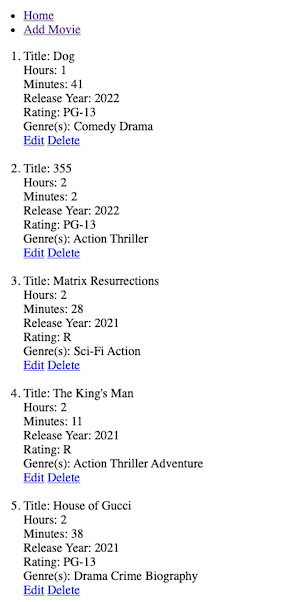 Home
Add Movie
1. Title: Dog
Hours: 1
Minutes: 41
Release Year: 2022
Rating: PG-13
Genre(s): Comedy Drama
Edit Delete
2. Title: 355
Hours: 2
Minutes: 2
Release Year: 2022
Rating: PG-13
Genre(s): Action Thriller
Edit Delete
3. Title: Matrix Resurrections
Hours: 2
Minutes: 28
Release Year: 2021
Rating: R
Genre(s): Sci-Fi Action
Edit Delete
4. Title: The King's Man
Hours: 2
Minutes: 11
Release Year: 2021
Rating: R
Genre(s): Action Thriller Adventure
Edit Delete
5. Title: House of Gucci
Hours: 2
Minutes: 38
Release Year: 2021
Rating: PG-13
Genre(s): Drama Crime Biography
Edit Delete